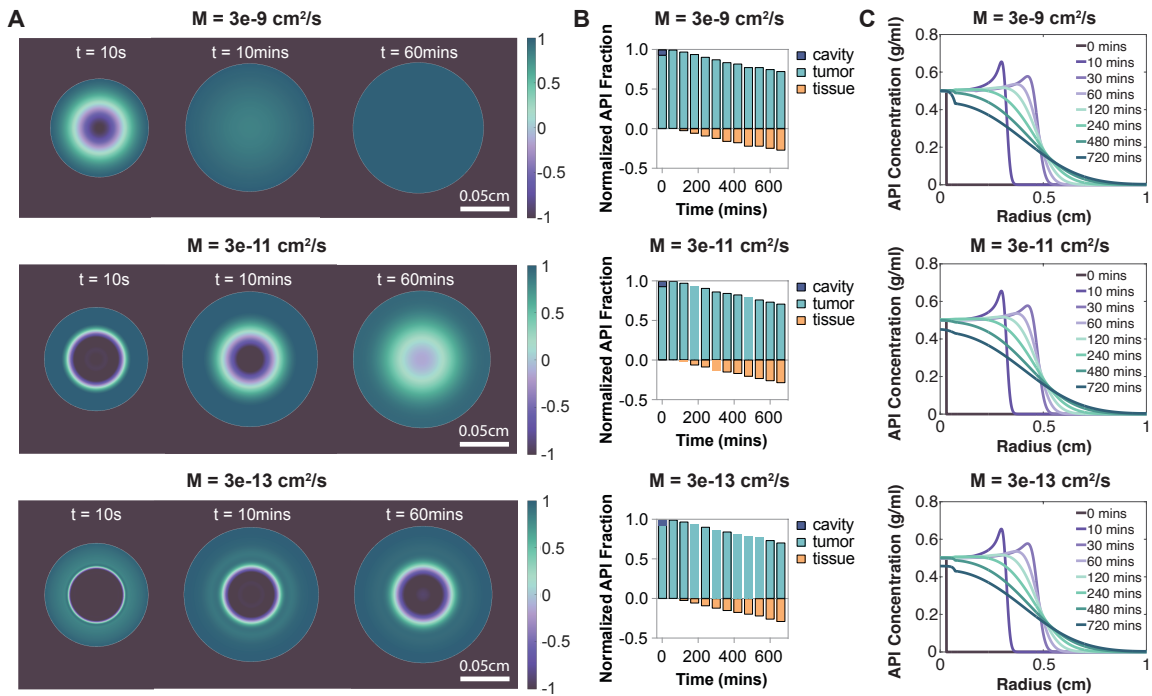 A
M = 3e-9 cm²/s
t = 10s
t = 10mins
t = 60mins
0.05cm
1
0.5
0
-0.5
-1
M = 3e-11 cm²/s
t = 10s
t = 10mins
t = 60mins
0.05cm
1
0.5
0
-0.5
-1
M = 3e-13 cm²/s
t = 10s
t = 10mins
t = 60mins
0.05cm
1
0.5
0
-0.5
-1
B
M = 3e-9 cm²/s
Normalized API Fraction
1.0
0.5
0.0
-0.5
0 200 400 600
Time (mins)
cavity
tumor
tissue
M = 3e-11 cm²/s
Normalized API Fraction
1.0
0.5
0.0
-0.5
0 200 400 600
Time (mins)
cavity
tumor
tissue
M = 3e-13 cm²/s
Normalized API Fraction
1.0
0.5
0.0
-0.5
0 200 400 600
Time (mins)
cavity
tumor
tissue
C
M = 3e-9 cm²/s
API Concentration (g/ml)
0.8
0.6
0.4
0.2
0
0 0.5 1
Radius (cm)
0 mins
10 mins
30 mins
60 mins
120 mins
240 mins
480 mins
720 mins
M = 3e-11 cm²/s
API Concentration (g/ml)
0.8
0.6
0.4
0.2
0
0 0.5 1
Radius (cm)
0 mins
10 mins
30 mins
60 mins
120 mins
240 mins
480 mins
720 mins
M = 3e-13 cm²/s
API Concentration (g/ml)
0.8
0.6
0.4
0.2
0
0 0.5 1
Radius (cm)
0 mins
10 mins
30 mins
60 mins
120 mins
240 mins
480 mins
720 mins